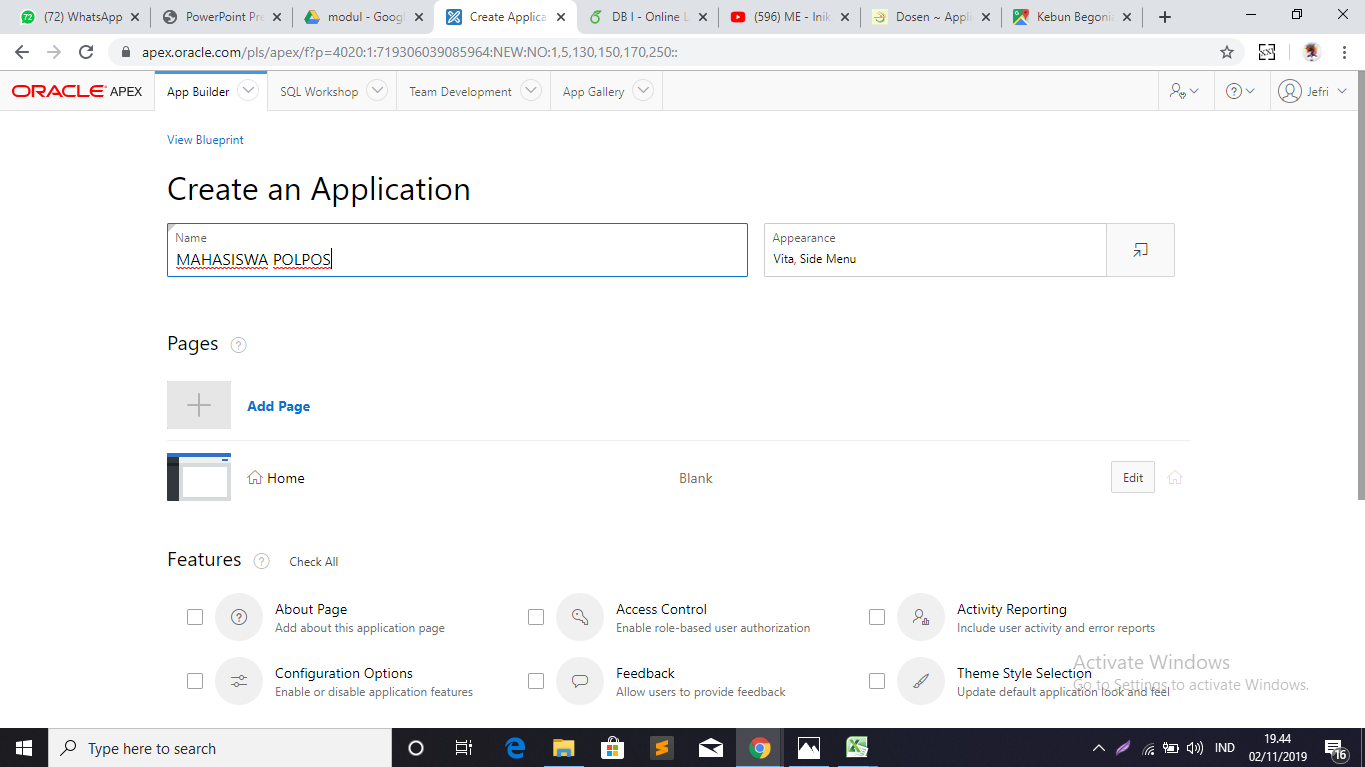 (72) WhatsApp
PowerPoint Pre
modul - Googl
Create Applica
DB I - Online L
(596) ME - Inik
Dosen ~ Appli
Kebun Begonia
apex.oracle.com/pls/apex/f?p=4020:1:719306039085964:NEW:NO:1,5,130,150,170,250::
ORACLE APEX
App Builder
SQL Workshop
Team Development
App Gallery
Jefri
View Blueprint
Create an Application
Name
MAHASISWA POLPOS
Appearance
Vita, Side Menu
Pages
Add Page
Home
Blank
Edit
Features
Check All
About Page
Add about this application page
Access Control
Enable role-based user authorization
Activity Reporting
Include user activity and error reports
Configuration Options
Enable or disable application features
Feedback
Allow users to provide feedback
Theme Style Selection
Update default application look and feel
Activate Windows
Go to Settings to activate Windows.
Type here to search
IND
19.44
02/11/2019
16